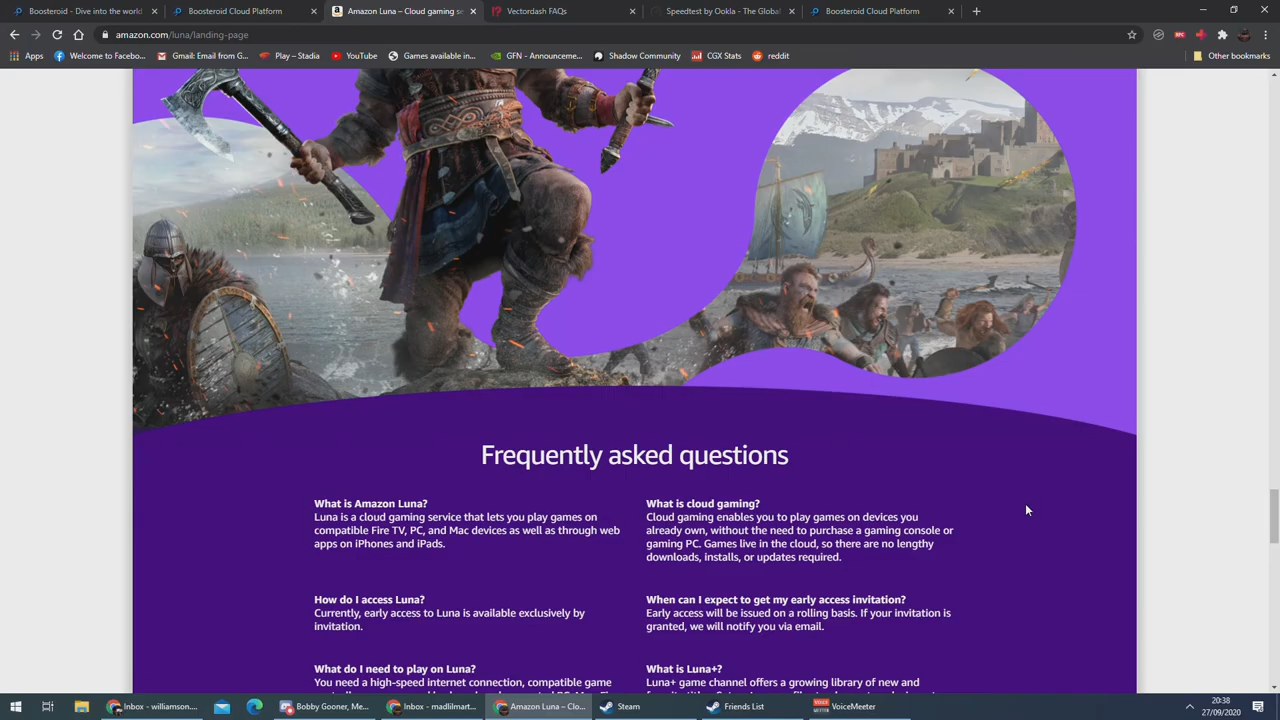 Boosteroid - Dive into the world
Boosteroid Cloud Platform
Amazon Luna – Cloud gaming se
Vectordash FAQs
Speedtest by Ookla - The Global
Boosteroid Cloud Platform
amazon.com/luna/landing-page
Apps
Welcome to Facebo...
Gmail: Email from G...
Play – Stadia
YouTube
Games available in...
GFN - Announceme...
Shadow Community
CGX Stats
reddit
Other bookmarks
Frequently asked questions
What is Amazon Luna?
Luna is a cloud gaming service that lets you play games on
compatible Fire TV, PC, and Mac devices as well as through web
apps on iPhones and iPads.
What is cloud gaming?
Cloud gaming enables you to play games on devices you
already own, without the need to purchase a gaming console or
gaming PC. Games live in the cloud, so there are no lengthy
downloads, installs, or updates required.
How do I access Luna?
Currently, early access to Luna is available exclusively by
invitation.
When can I expect to get my early access invitation?
Early access will be issued on a rolling basis. If your invitation is
granted, we will notify you via email.
What do I need to play on Luna?
You need a high-speed internet connection, compatible game
What is Luna+?
Luna+ game channel offers a growing library of new and
Inbox - williamson....
Bobby Gooner, Me...
Inbox - madlilmart...
Amazon Luna – Clo...
Steam
Friends List
VoiceMeeter
20:38
27/09/2020